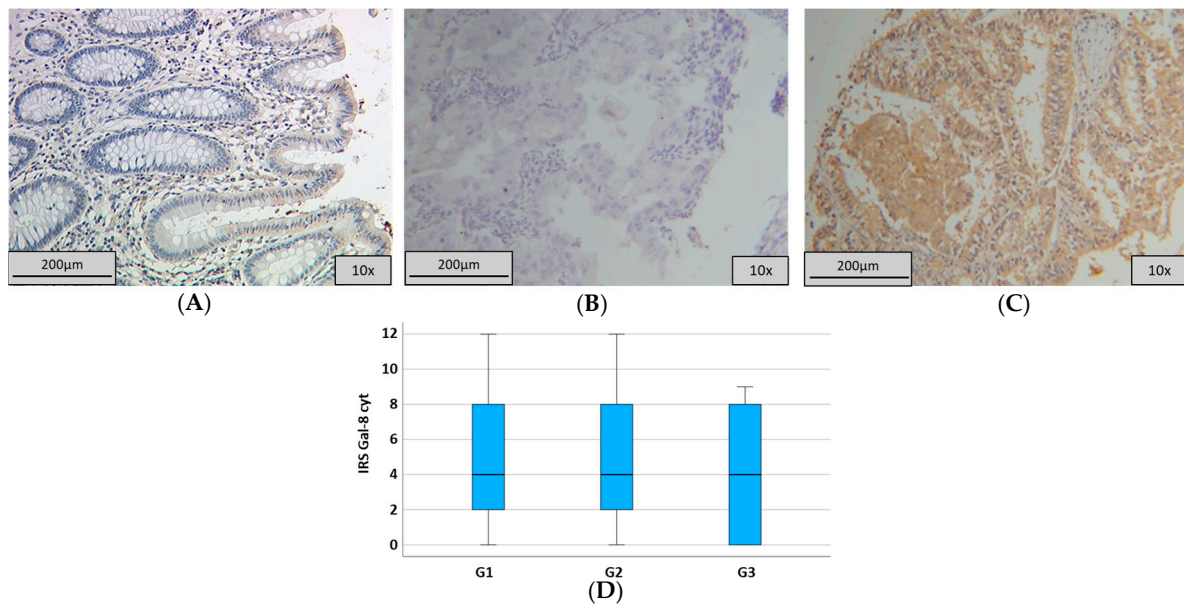 200μm
10x
200μm
10x
200μm
10x
(A)
(B)
(C)
IRS Gal-8 cyt
12
10
8
6
4
2
0
G1
G2
G3
(D)